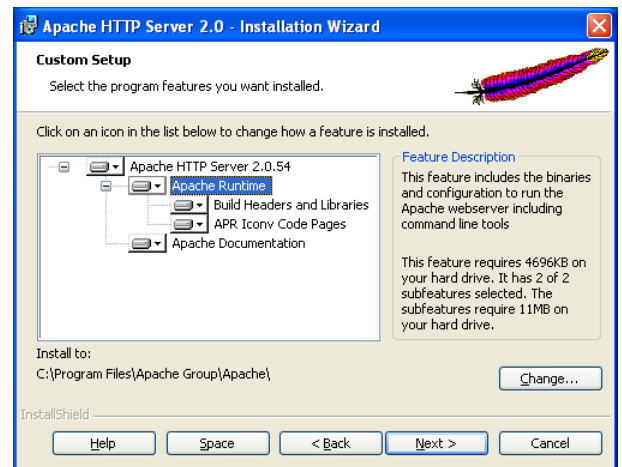 Apache HTTP Server 2.0 - Installation Wizard
Custom Setup
Select the program features you want installed.
Click on an icon in the list below to change how a feature is installed.
Apache HTTP Server 2.0.54
Apache Runtime
Build Headers and Libraries
APR Iconv Code Pages
Apache Documentation
Feature Description
This feature includes the binaries
and configuration to run the
Apache webserver including
command line tools
This feature requires 4696KB on
your hard drive. It has 2 of 2
subfeatures selected. The
subfeatures require 11MB on
your hard drive.
Install to:
C:\Program Files\Apache Group\Apache\
Change...
InstallShield
Help
Space
< Back
Next >
Cancel